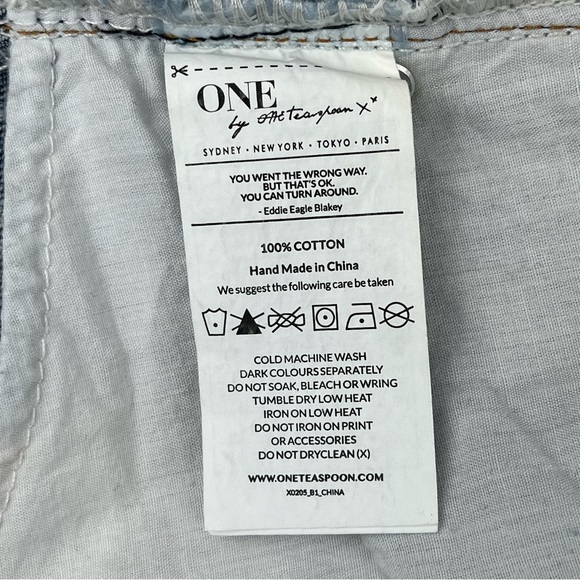 ONE
by one teaspoon x x
SYDNEY • NEW YORK • TOKYO • PARIS
YOU WENT THE WRONG WAY.
BUT THAT'S OK.
YOU CAN TURN AROUND.
- Eddie Eagle Blakey
100% COTTON
Hand Made in China
We suggest the following care be taken
COLD MACHINE WASH
DARK COLOURS SEPARATELY
DO NOT SOAK, BLEACH OR WRING
TUMBLE DRY LOW HEAT
IRON ON LOW HEAT
DO NOT IRON ON PRINT
OR ACCESSORIES
DO NOT DRYCLEAN (X)
WWW.ONETEASPOON.COM
X0205_B1_CHINA